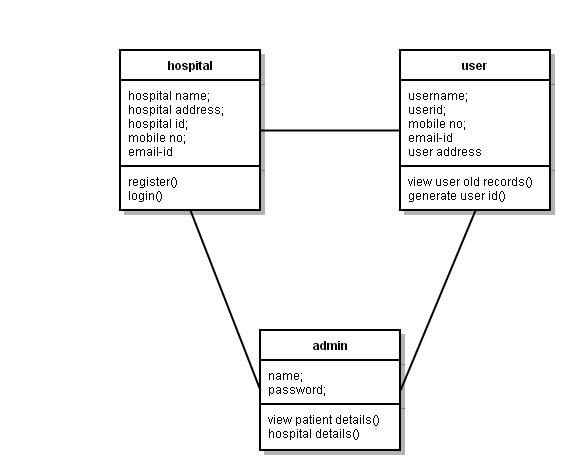 hospital
hospital name;
hospital address;
hospital id;
mobile no;
email-id
register()
login()
user
username;
userid;
mobile no;
email-id
user address
view user old records()
generate user id()
admin
name;
password;
view patient details()
hospital details()